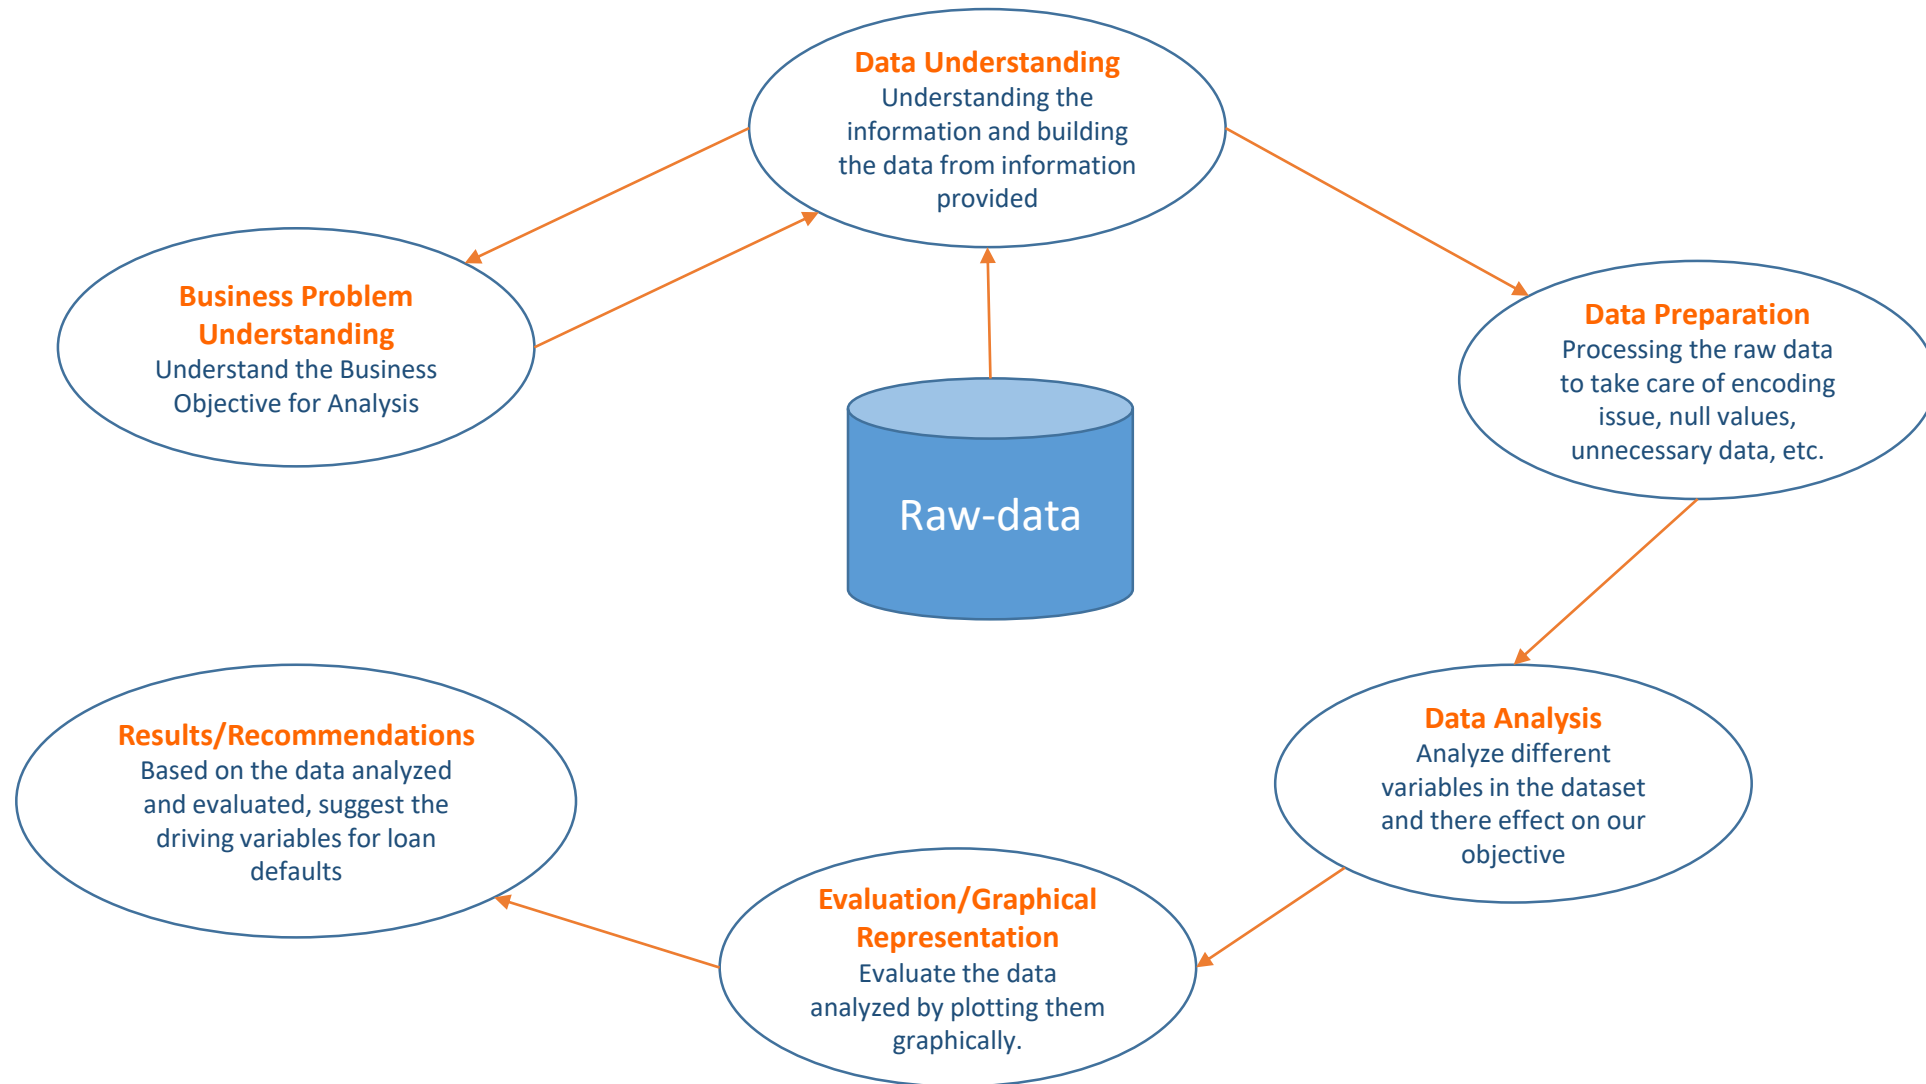 Data Understanding
Understanding the
information and building
the data from information
provided
Business Problem
Understanding
Understand the Business
Objective for Analysis
Data Preparation
Processing the raw data
to take care of encoding
issue, null values,
unnecessary data, etc.
Raw-data
Results/Recommendations
Based on the data analyzed
and evaluated, suggest the
driving variables for loan
defaults
Data Analysis
Analyze different
variables in the dataset
and there effect on our
objective
Evaluation/Graphical
Representation
Evaluate the data
analyzed by plotting them
graphically.